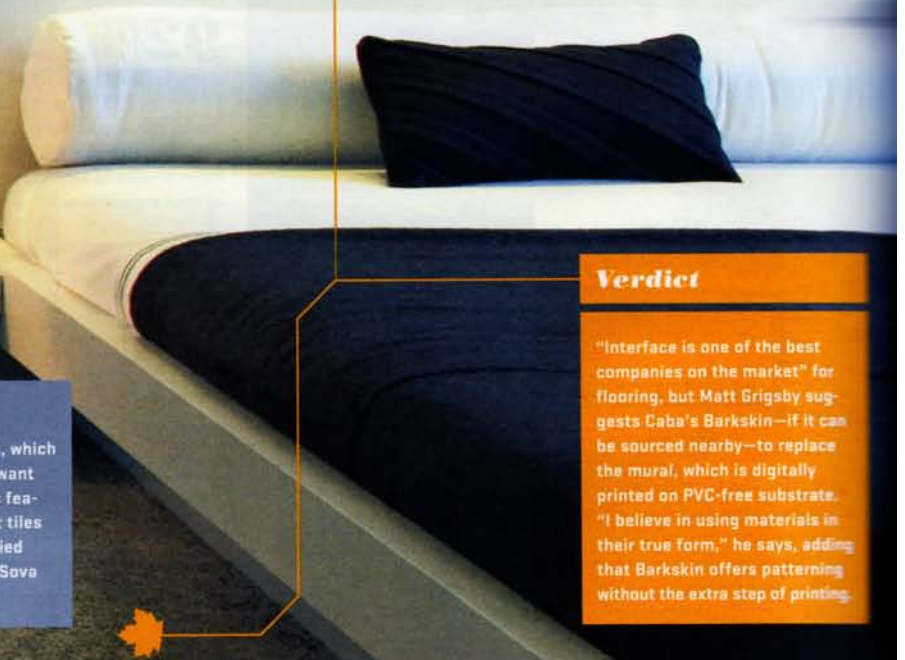 , which
want
fea-
tiles
ied
Sova
Verdict
"Interface is one of the best
companies on the market" for
flooring, but Matt Grigsby sug-
gests Caba's Barkskin—if it can
be sourced nearby—to replace
the mural, which is digitally
printed on PVC-free substrate.
"I believe in using materials in
their true form," he says, adding
that Barkskin offers patterning
without the extra step of printing.